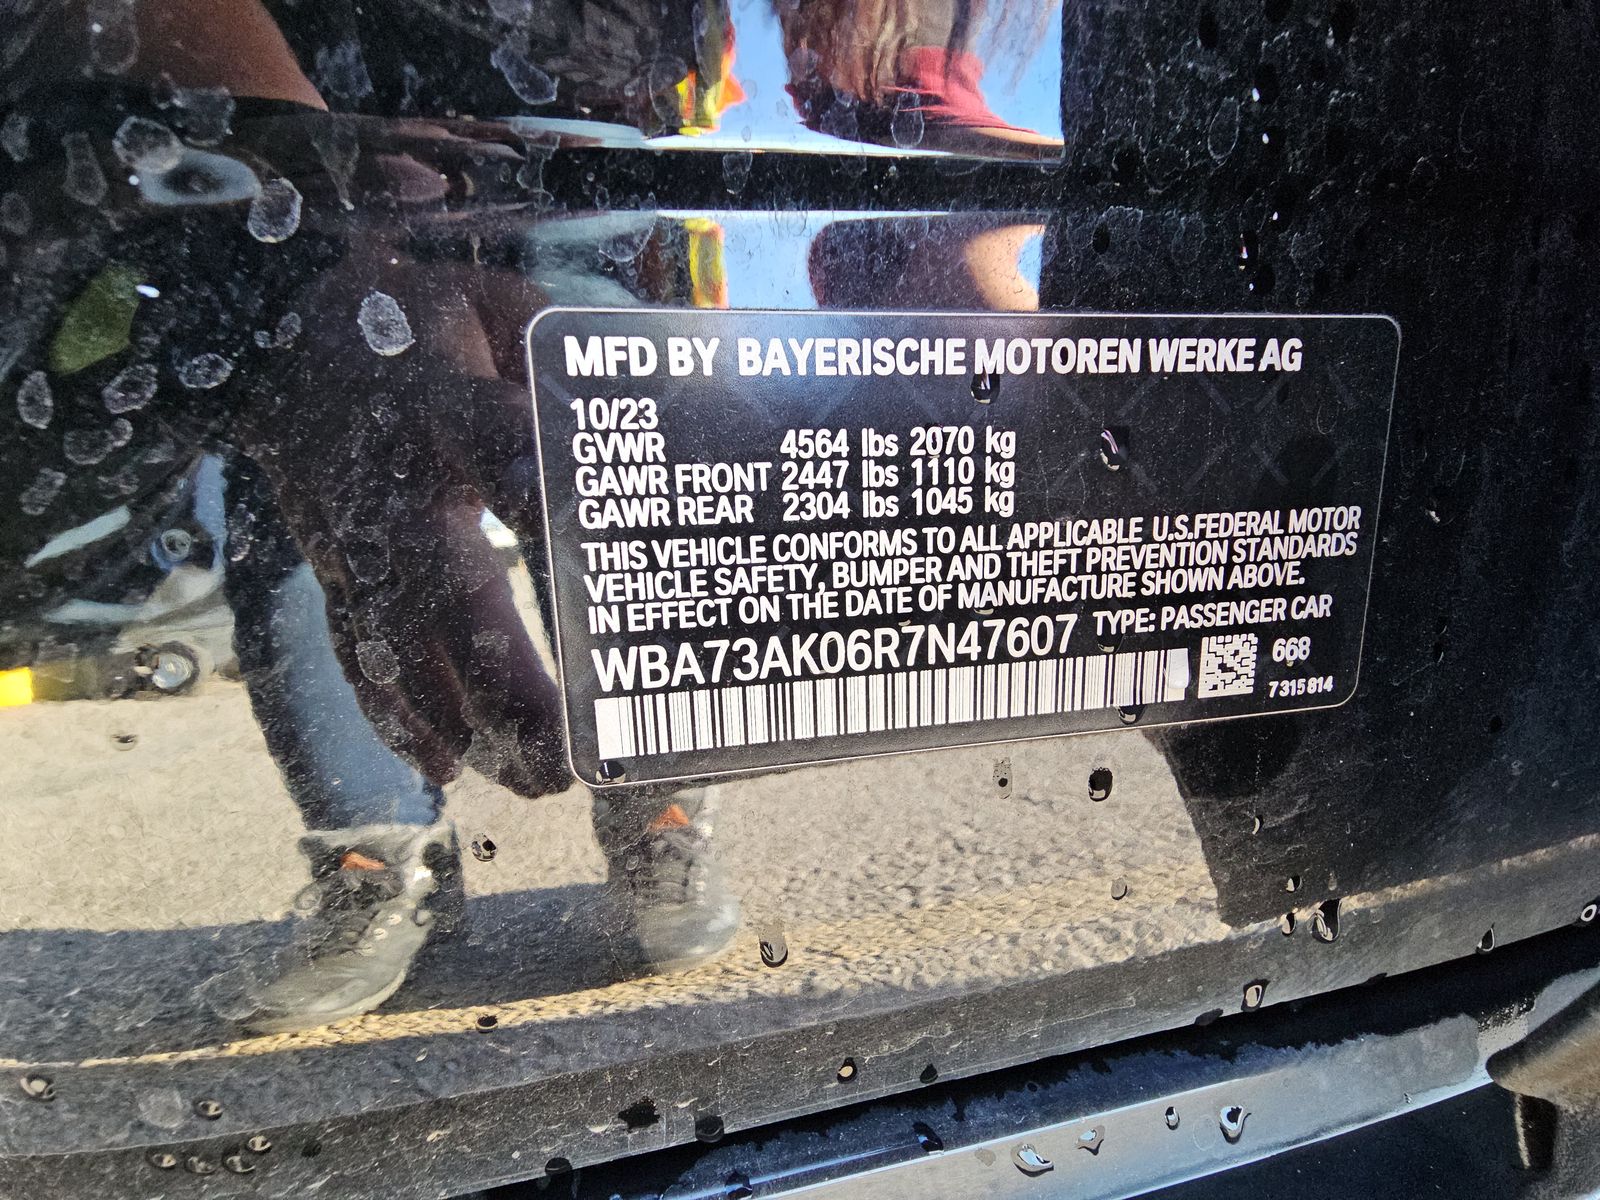 MFD BY BAYERISCHE MOTOREN WERKE AG
10/23
GVWR 4564 lbs 2070 kg
GAWR FRONT 2447 lbs 1110 kg
GAWR REAR 2304 lbs 1045 kg
THIS VEHICLE CONFORMS TO ALL APPLICABLE U.S.FEDERAL MOTOR
VEHICLE SAFETY, BUMPER AND THEFT PREVENTION STANDARDS
IN EFFECT ON THE DATE OF MANUFACTURE SHOWN ABOVE.
WBA73AK06R7N47607 TYPE: PASSENGER CAR
668
7315814